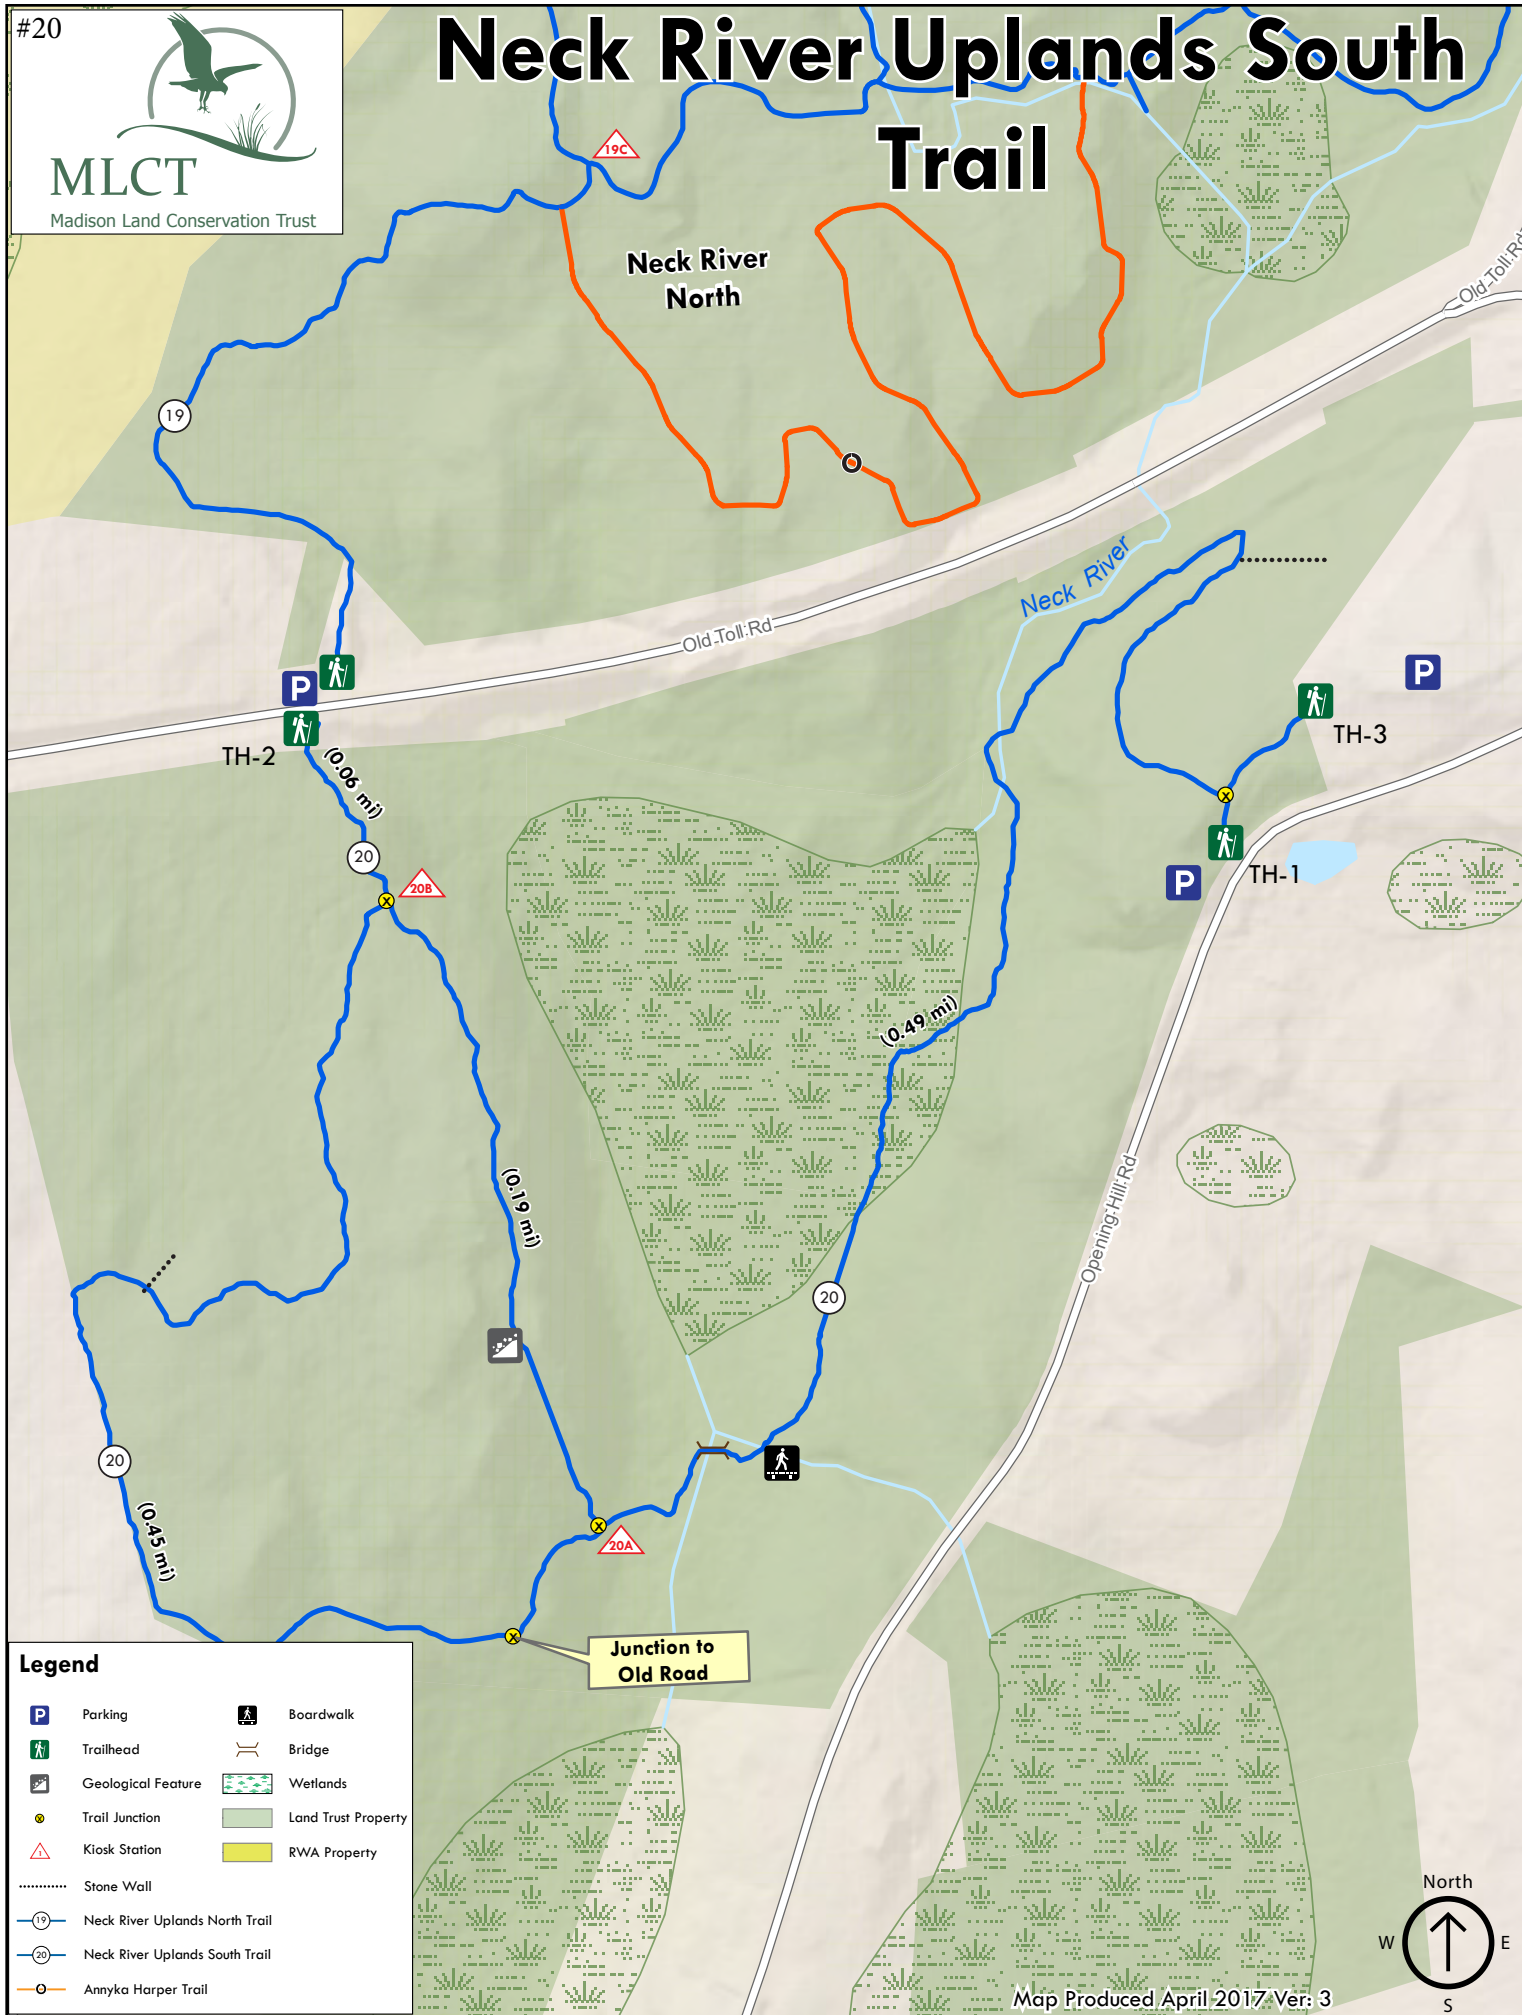 #20
MLCT
Madison Land Conservation Trust
Neck River Uplands South
Trail
19C
Neck River
North
Old Toll Rd
19
O
Neck River
Old Toll Rd
P
P
TH-2
TH-3
(0.06 mi)
X
20
20B
X
P
TH-1
(0.49 mi)
(0.19 mi)
Opening Hill Rd
20
20
(0.45 mi)
X
20A
X
Junction to
Old Road
Legend
P Parking
Boardwalk
Trailhead
Bridge
Geological Feature
Wetlands
X Trail Junction
Land Trust Property
1 Kiosk Station
RWA Property
Stone Wall
19 Neck River Uplands North Trail
20 Neck River Uplands South Trail
O Annyka Harper Trail
North
W E
S
Map Produced April 2017 Ver: 3